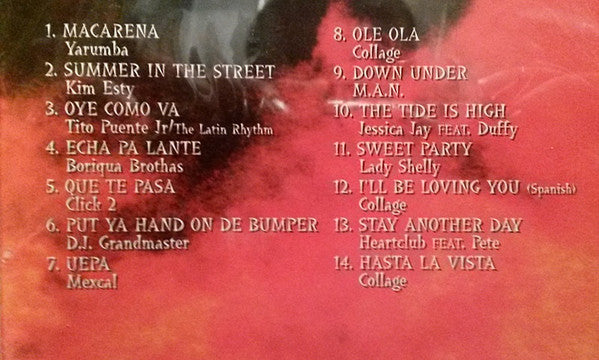 1. MACARENA
Yarumba
2. SUMMER IN THE STREET
Kim Esty
3. OYE COMO VA
Tito Puente Jr/The Latin Rhythm
4. ECHA PA LANTE
Boriqua Brothas
5. QUE TE PASA
Click 2
6. PUT YA HAND ON DE BUMPER
D.J. Grandmaster
7. UEPA
Mexcal
8. OLE OLA
Collage
9. DOWN UNDER
M.A.N.
10. THE TIDE IS HIGH
Jessica Jay FEAT. Duffy
11. SWEET PARTY
Lady Shelly
12. I'LL BE LOVING YOU (Spanish)
Collage
13. STAY ANOTHER DAY
Heartclub FEAT. Pete
14. HASTA LA VISTA
Collage